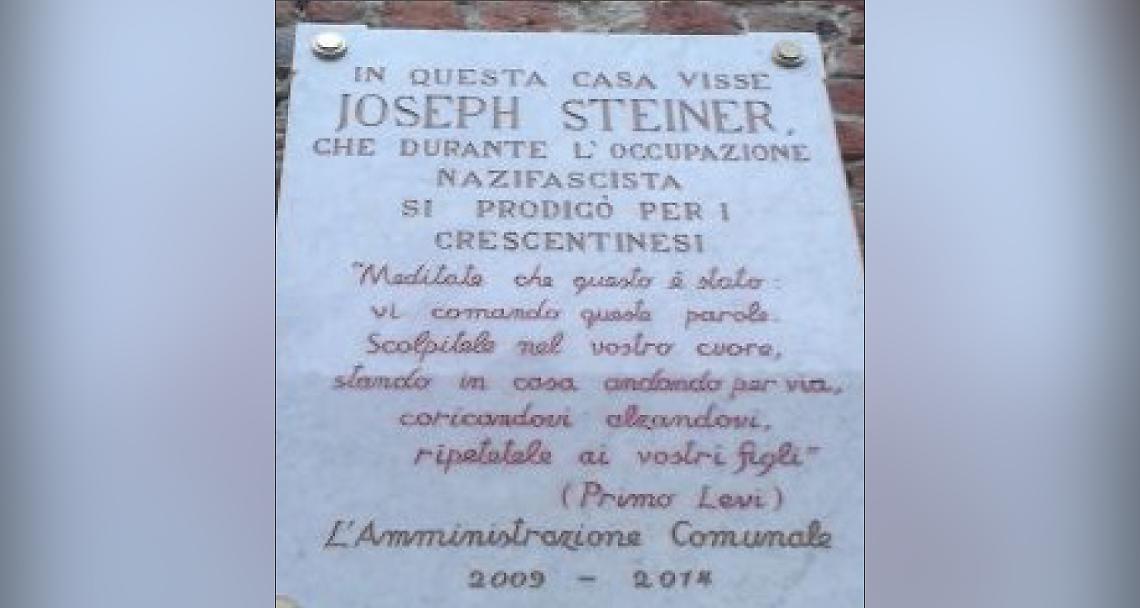 IN QUESTA CASA VISSE
JOSEPH STEINER,
CHE DURANTE L'OCCUPAZIONE
NAZIFASCISTA
SI PRODIGÒ PER I
CRESCENTINESI
"Meditate che questo è stato:
vi comando queste parole.
Scolpitele nel vostro cuore,
stando in casa andando per via,
coricandovi alzandovi,
ripetetele ai vostri figli"
(Primo Levi)
L'Amministrazione Comunale
2009 - 2014